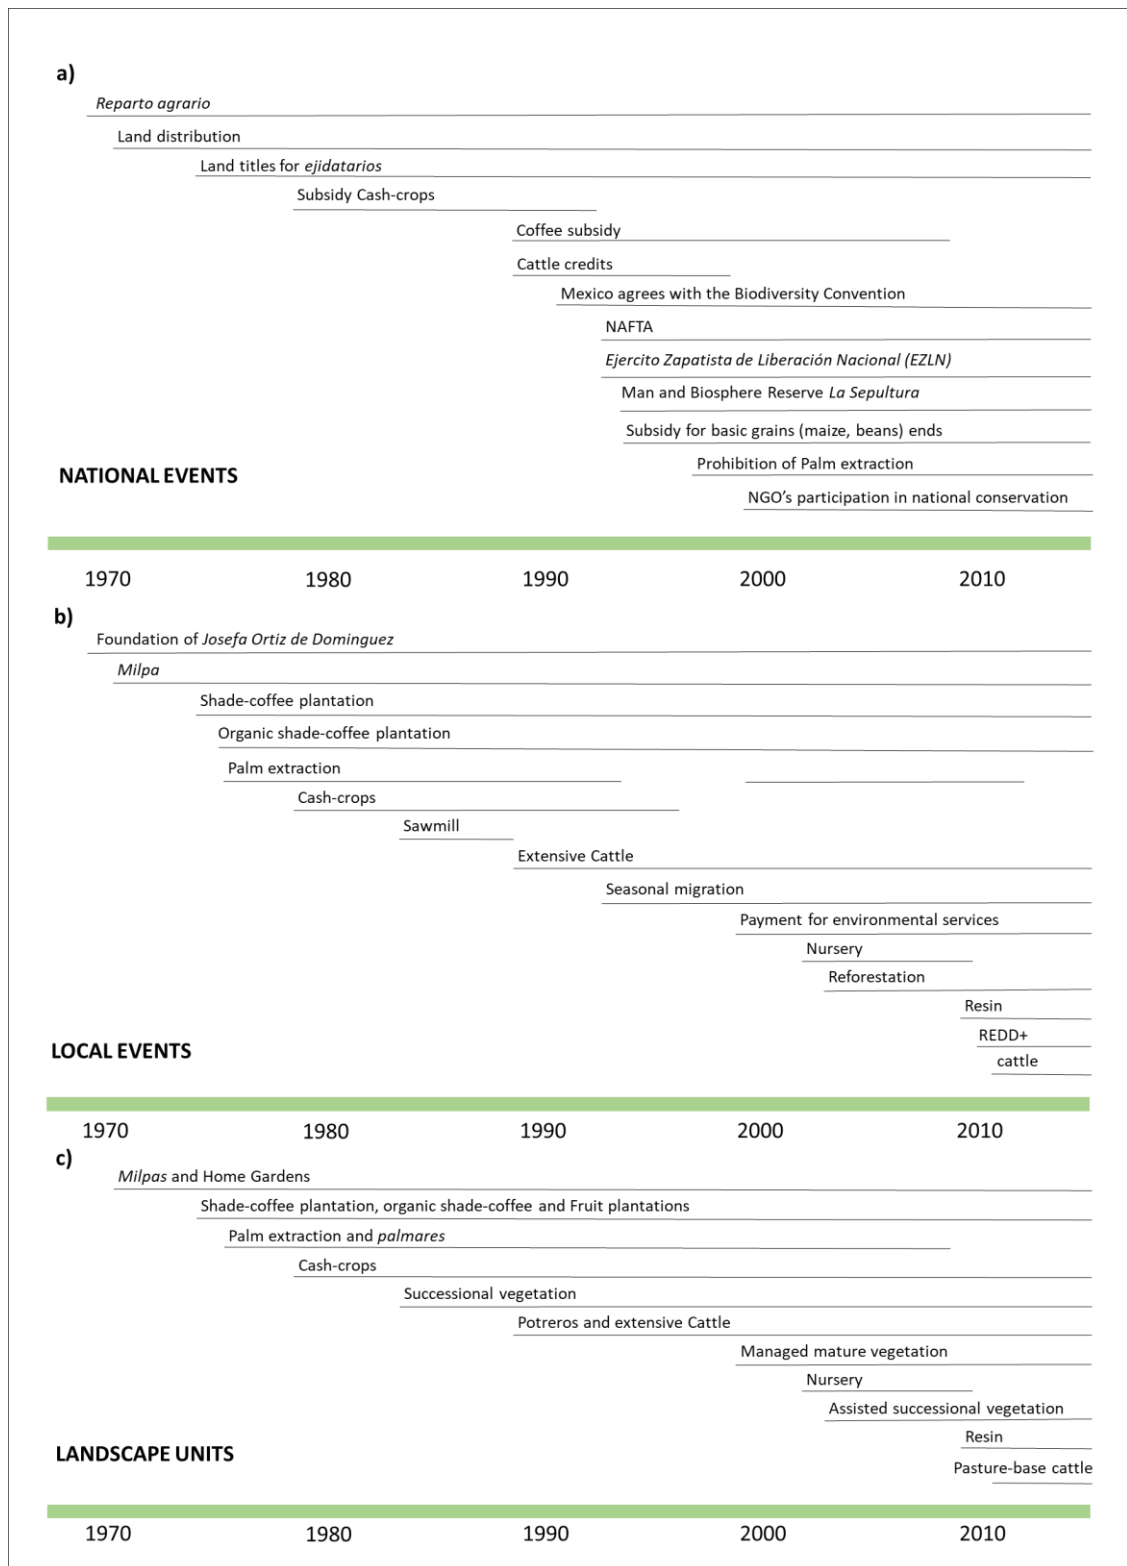 a)
Reparto agrario
Land distribution
Land titles for ejidatarios
Subsidy Cash-crops
Coffee subsidy
Cattle credits
Mexico agrees with the Biodiversity Convention
NAFTA
Ejercito Zapatista de Liberación Nacional (EZLN)
Man and Biosphere Reserve La Sepultura
Subsidy for basic grains (maize, beans) ends
Prohibition of Palm extraction
NATIONAL EVENTS
NGO's participation in national conservation
1970 1980 1990 2000 2010
b)
Foundation of Josefa Ortiz de Dominguez
Milpa
Shade-coffee plantation
Organic shade-coffee plantation
Palm extraction
Cash-crops
Sawmill
Extensive Cattle
Seasonal migration
Payment for environmental services
Nursery
Reforestation
Resin
REDD+
LOCAL EVENTS
cattle
1970 1980 1990 2000 2010
c)
Milpas and Home Gardens
Shade-coffee plantation, organic shade-coffee and Fruit plantations
Palm extraction and palmares
Cash-crops
Successional vegetation
Potreros and extensive Cattle
Managed mature vegetation
Nursery
Assisted successional vegetation
Resin
LANDSCAPE UNITS
Pasture-base cattle
1970 1980 1990 2000 2010